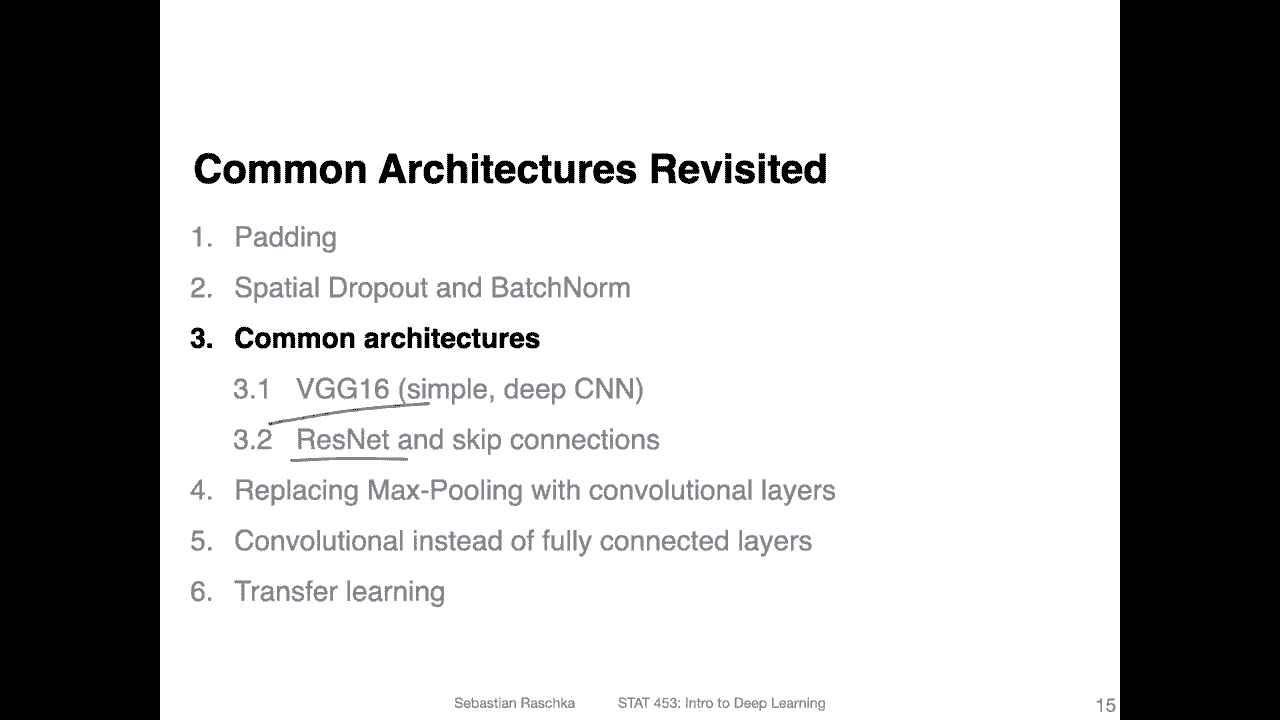 Common Architectures Revisited
1. Padding
2. Spatial Dropout and BatchNorm
3. Common architectures
3.1 VGG16 (simple, deep CNN)
3.2 ResNet and skip connections
4. Replacing Max-Pooling with convolutional layers
5. Convolutional instead of fully connected layers
6. Transfer learning
Sebastian Raschka STAT 453: Intro to Deep Learning 15